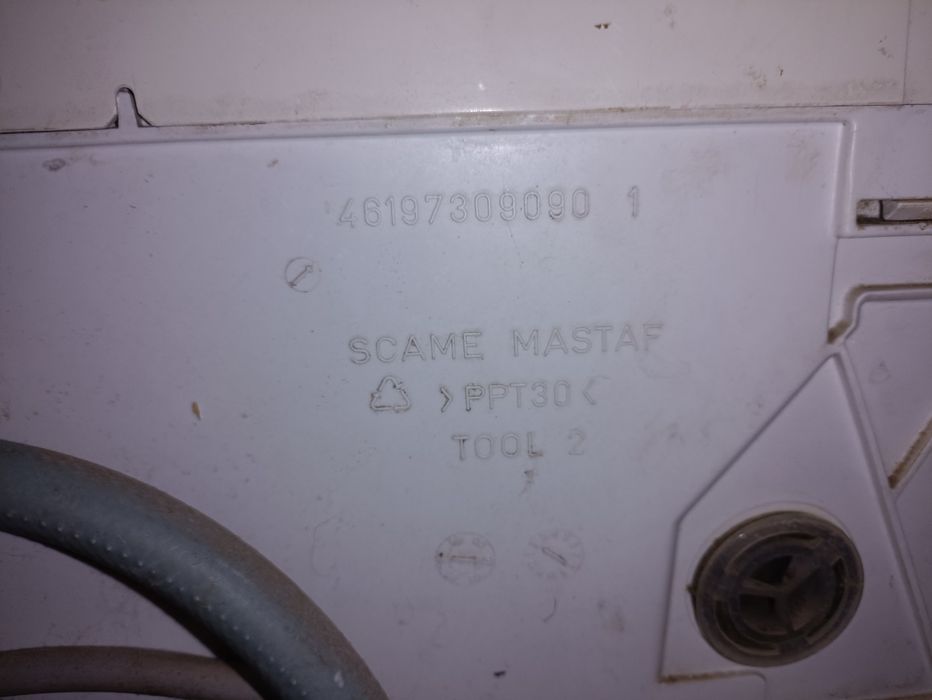 46197309090 1
SCAME MASTAF
>PPT30<
TOOL 2